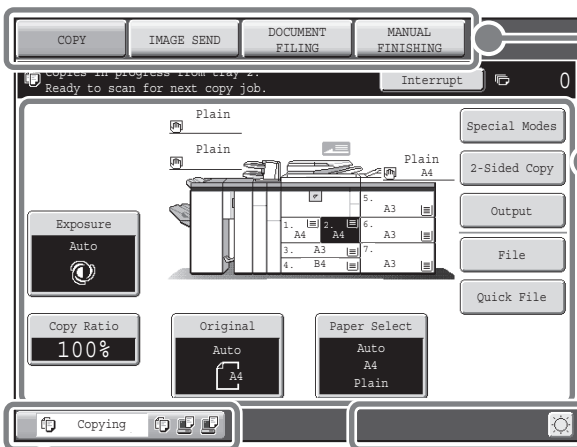 COPY
IMAGE SEND
DOCUMENT
FILING
MANUAL
FINISHING
Copies in progress from tray 2.
Ready to scan for next copy job.
Interrupt
0
Plain
Plain
Plain
A4
Special Modes
2-Sided Copy
Output
File
Quick File
Exposure
Auto
5.
A3
1.
A4
2.
A4
6.
A3
3.
A3
7.
4.
B4
A3
Copy Ratio
100%
Original
Auto
A4
Paper Select
Auto
A4
Plain
Copying